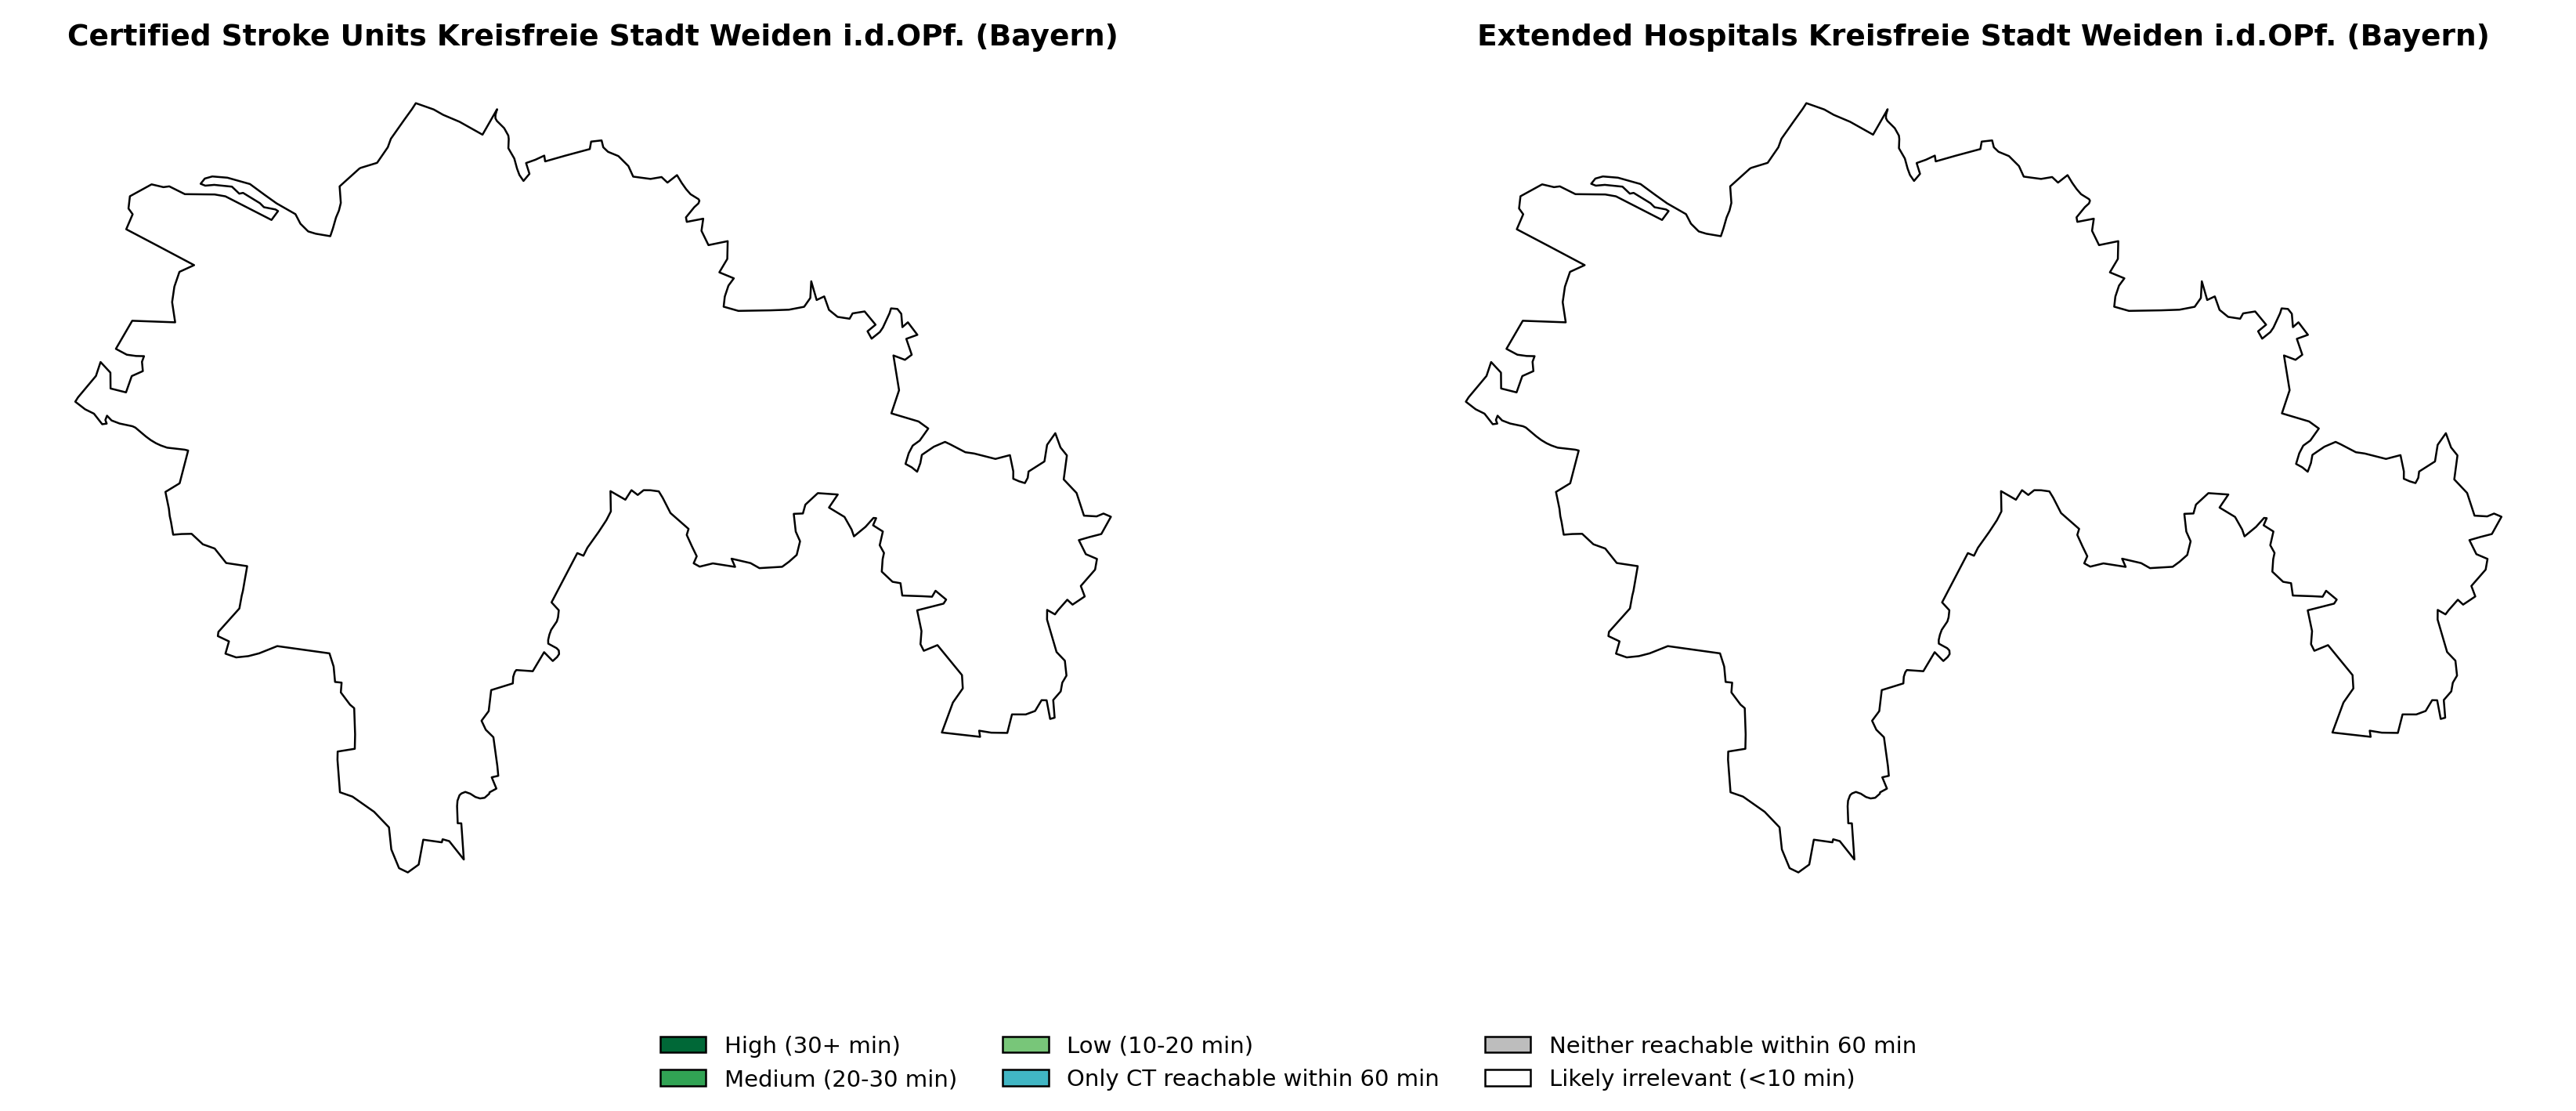 Certified Stroke Units Kreisfreie Stadt Weiden i.d.OPf. (Bayern)
Extended Hospitals Kreisfreie Stadt Weiden i.d.OPf. (Bayern)
High (30+ min)
Medium (20-30 min)
Low (10-20 min)
Only CT reachable within 60 min
Neither reachable within 60 min
Likely irrelevant (<10 min)